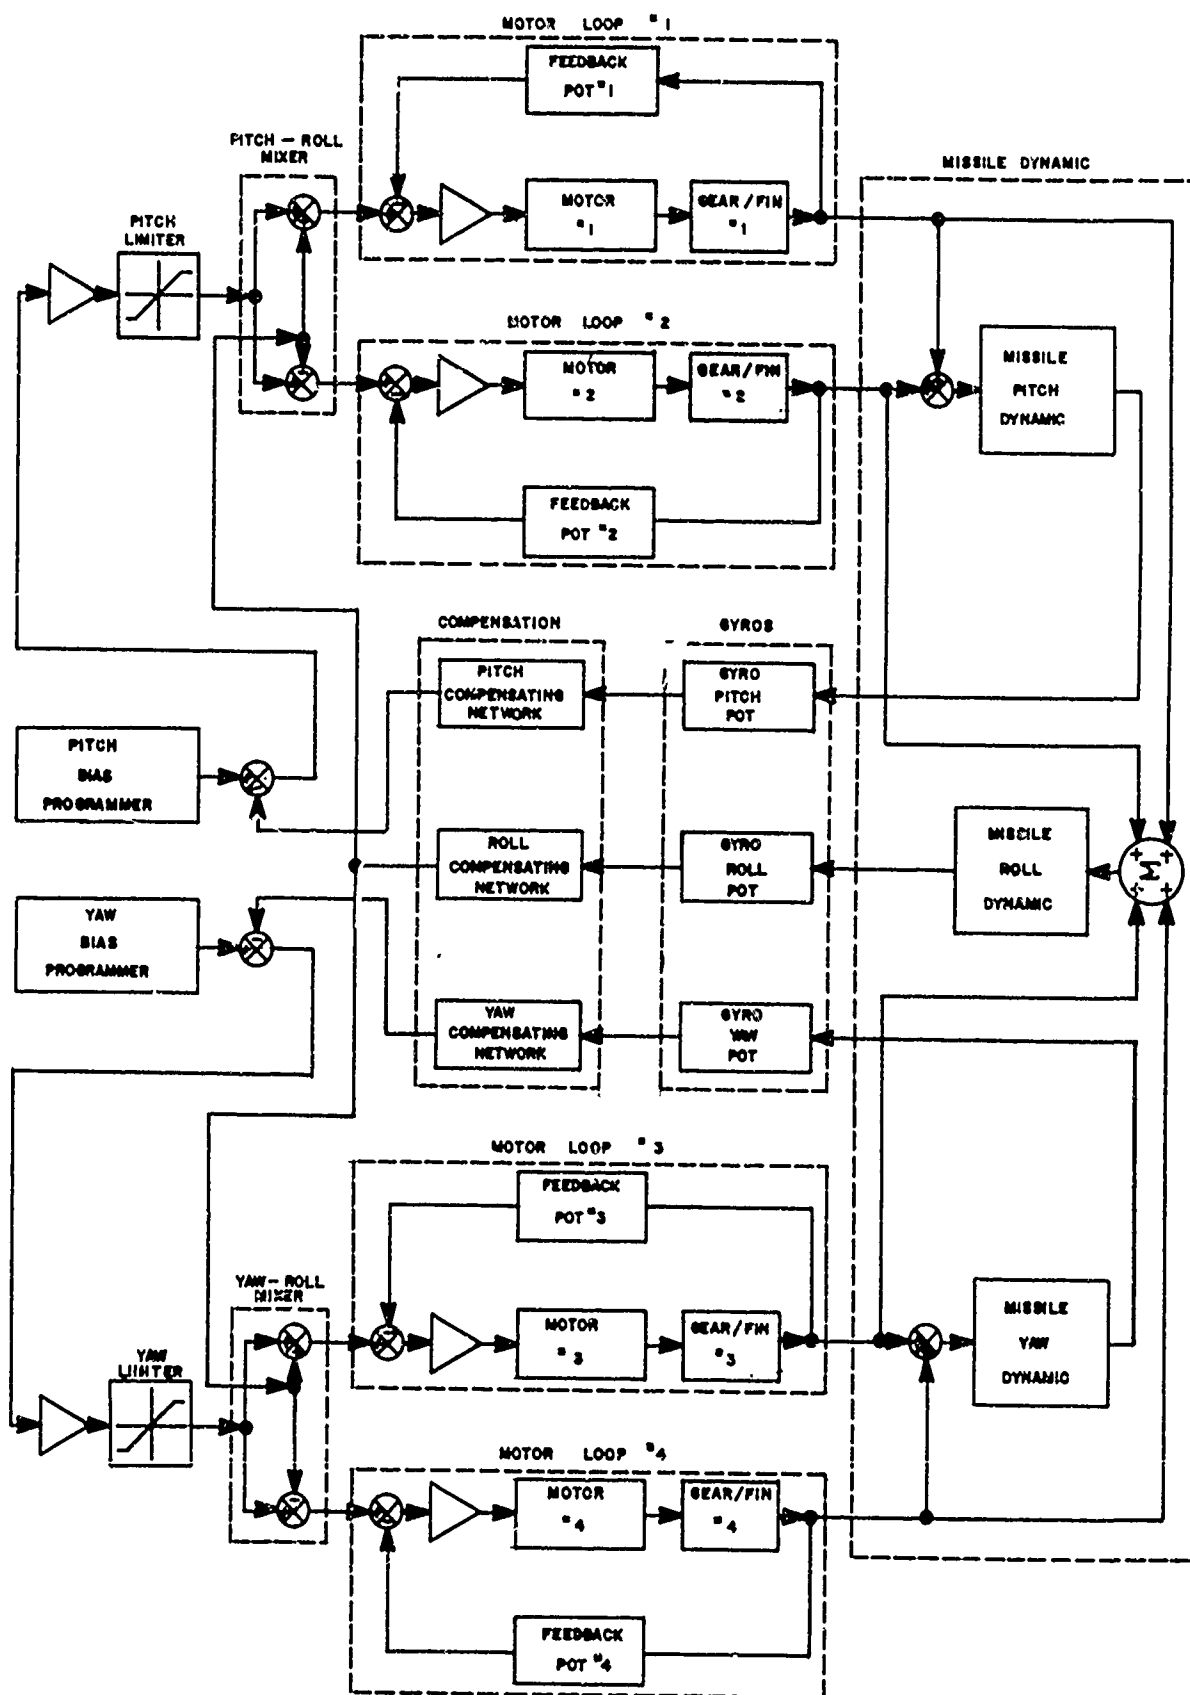 MOTOR LOOP #1
FEEDBACK
POT #1
PITCH - ROLL
MIXER
MISSILE DYNAMIC
PITCH
LIMITER
MOTOR
#1
GEAR/FIN
#1
MOTOR LOOP #2
MOTOR
#2
GEAR/FIN
#2
MISSILE
PITCH
DYNAMIC
FEEDBACK
POT #2
COMPENSATION
GYROS
PITCH
COMPENSATING
NETWORK
GYRO
PITCH
POT
PITCH
BIAS
PROGRAMMER
ROLL
COMPENSATING
NETWORK
GYRO
ROLL
POT
MISSILE
ROLL
DYNAMIC
+ +
Σ
+ +
YAW
BIAS
PROGRAMMER
YAW
COMPENSATING
NETWORK
GYRO
YAW
POT
MOTOR LOOP #3
FEEDBACK
POT #3
YAW - ROLL
MIXER
MOTOR
#3
GEAR/FIN
#3
MISSILE
YAW
DYNAMIC
YAW
LIMITER
MOTOR LOOP #4
MOTOR
#4
GEAR/FIN
#4
FEEDBACK
POT #4